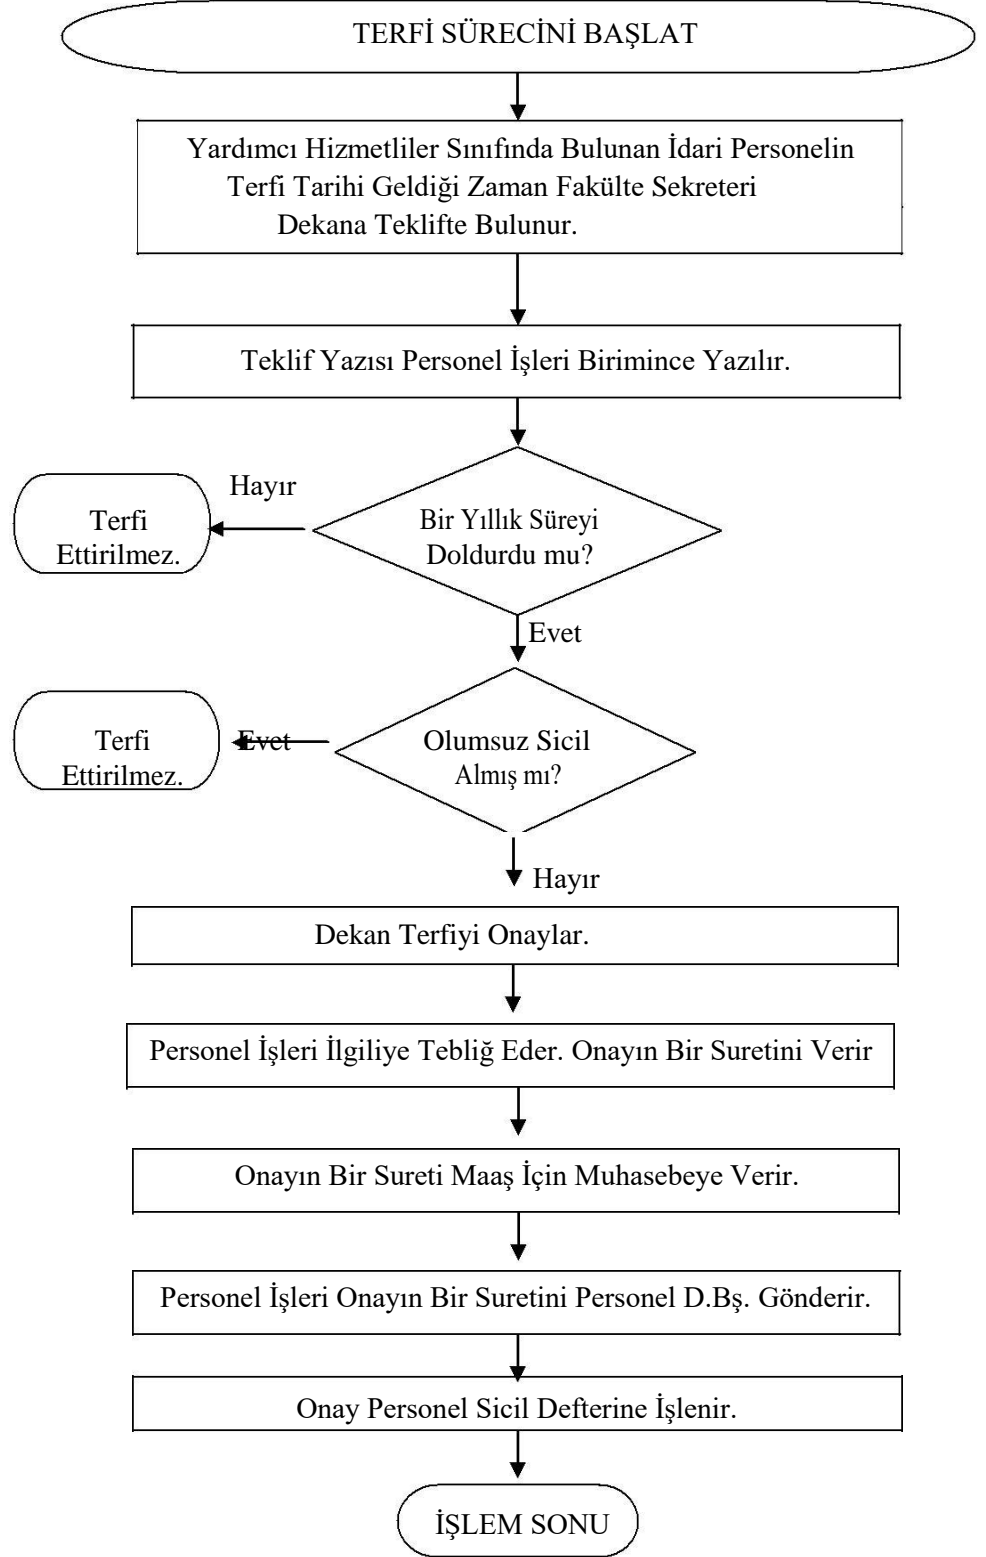 TERFİ SÜRECİNİ BAŞLAT
Yardımcı Hizmetliler Sınıfında Bulunan İdari Personelin
Terfi Tarihi Geldiği Zaman Fakülte Sekreteri
Dekana Teklifte Bulunur.
Teklif Yazısı Personel İşleri Birimince Yazılır.
Hayır
Terfi
Ettirilmez.
Bir Yıllık Süreyi
Doldurdu mu?
Evet
Terfi
Ettirilmez.
Evet
Olumsuz Sicil
Almış mı?
Hayır
Dekan Terfiyi Onaylar.
Personel İşleri İlgiliye Tebliğ Eder. Onayın Bir Suretini Verir
Onayın Bir Sureti Maaş İçin Muhasebeye Verir.
Personel İşleri Onayın Bir Suretini Personel D.Bş. Gönderir.
Onay Personel Sicil Defterine İşlenir.
İŞLEM SONU